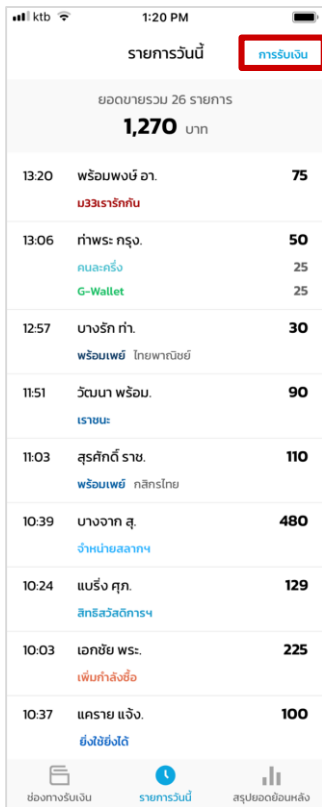 ktb 1:20 PM
รายการวันนี้ การรับเงิน
ยอดขายรวม 26 รายการ
1,270 บาท
13:20 พร้อมพงษ์ อา. 75
ม33เรารักกัน
13:06 ท่าพระ กรุง. 50
คนละครึ่ง 25
G-Wallet 25
12:57 บางรัก ท่า. 30
พร้อมเพย์ ไทยพาณิชย์
11:51 วัฒนา พร้อม. 90
เราชนะ
11:03 สุรศักดิ์ ราช. 110
พร้อมเพย์ กสิกรไทย
10:39 บางจาก สุ. 480
จำหน่ายสลากฯ
10:24 แบริ่ง ศุภ. 129
สิทธิสวัสดิการฯ
10:03 เอกชัย พระ. 225
เพิ่มกำลังซื้อ
10:37 แคราย แจ้ง. 100
ยิ่งใช้ยิ่งได้
ช่องทางรับเงิน รายการวันนี้ สรุปยอดย้อนหลัง